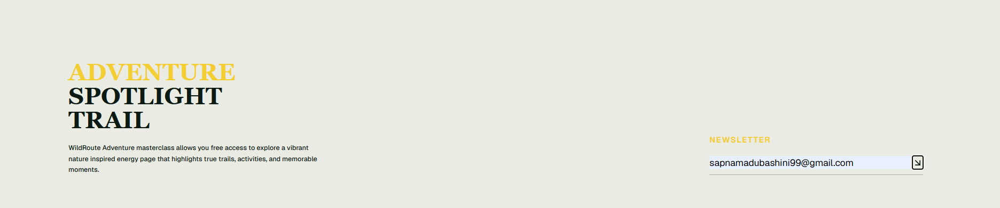 ADVENTURE
SPOTLIGHT
TRAIL
WildRoute Adventure masterclass allows you free access to explore a vibrant
nature inspired energy page that highlights true trails, activities, and memorable
moments.
NEWSLETTER
sapnamadubashini99@gmail.com